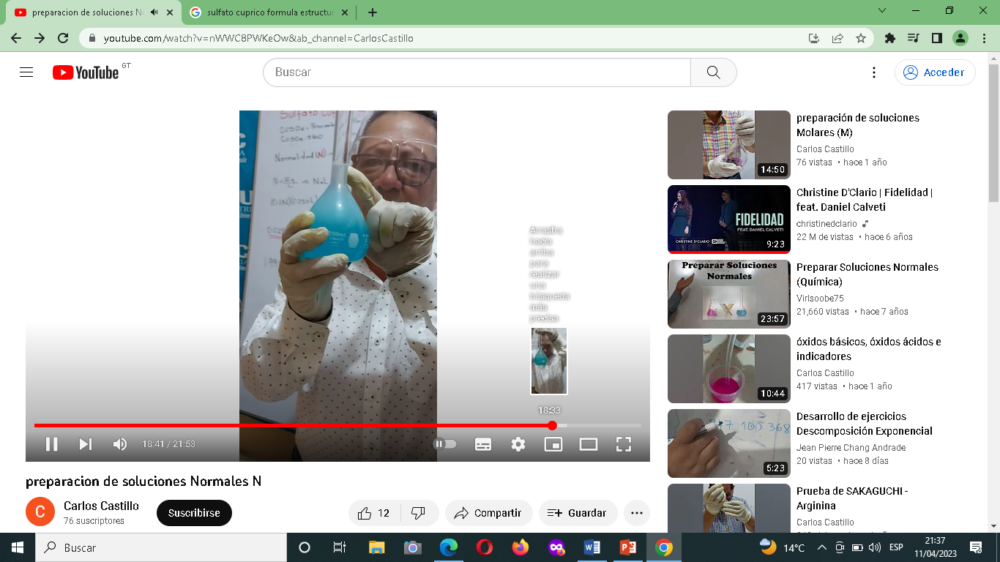 preparacion de soluciones N
sulfato cuprico formula estructur
youtube.com/watch?v=nWWC8PWKeOw&ab_channel=CarlosCastillo
YouTube GT
Buscar
Acceder
Normalidad (N)
250ml
Arrastra
hacia
arriba
para
realizar
una
búsqueda
más
precisa
18:33
18:41 / 21:53
preparacion de soluciones Normales N
C
Carlos Castillo
76 suscriptores
Suscribirse
12
Compartir
Guardar
preparación de soluciones
Molares (M)
Carlos Castillo
76 vistas • hace 1 año
14:50
Christine D'Clario | Fidelidad |
feat. Daniel Calveti
christinedclario
22 M de vistas • hace 6 años
FIDELIDAD
FEAT. DANIEL CALVETI
CHRISTINE D'CLARIO
9:23
Preparar Soluciones Normales
(Química)
Virlsoobe75
21,660 vistas • hace 7 años
Preparar Soluciones
Normales
23:57
óxidos básicos, óxidos ácidos e
indicadores
Carlos Castillo
417 vistas • hace 1 año
10:44
Desarrollo de ejercicios
Descomposición Exponencial
Jean Pierre Chang Andrade
20 vistas • hace 8 días
5:23
Prueba de SAKAGUCHI -
Arginina
Carlos Castillo
Buscar
14°C
ESP
21:37
11/04/2023